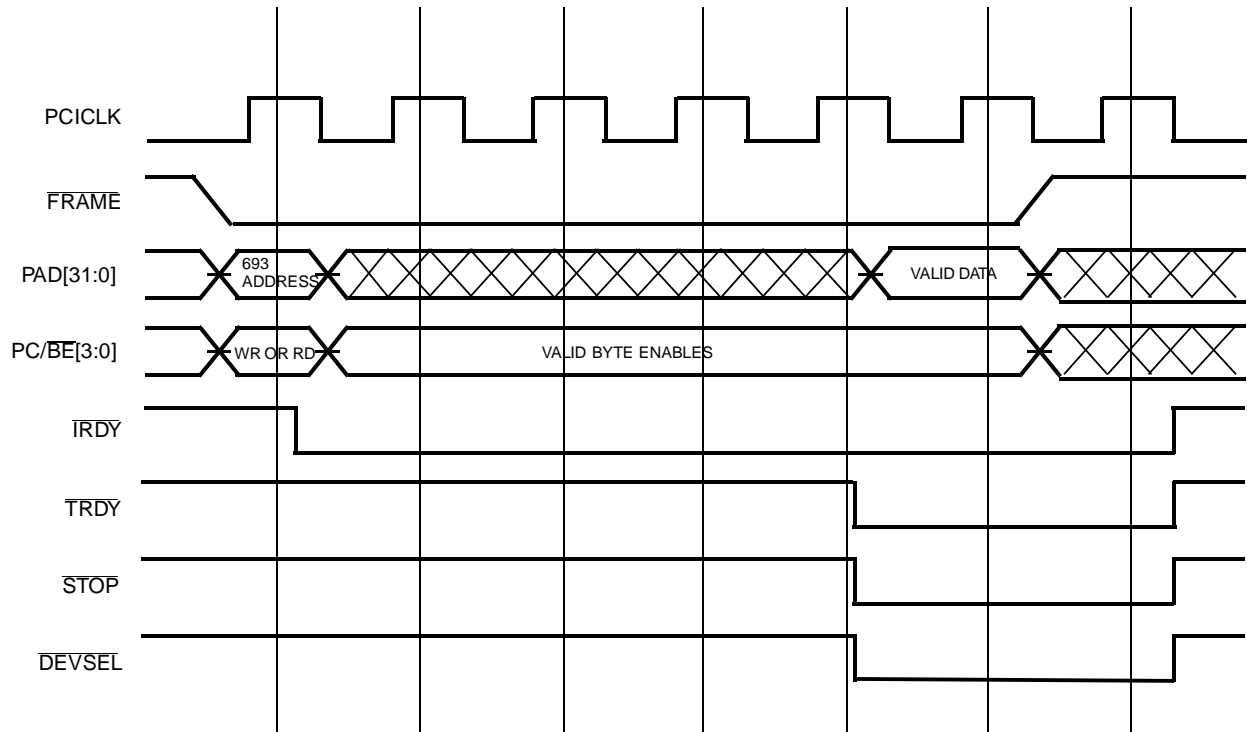 PCICLK
FRAME
PAD[31:0]
693
ADDRESS
VALID DATA
PC/BE[3:0]
WR OR RD
VALID BYTE ENABLES
IRDY
TRDY
STOP
DEVSEL